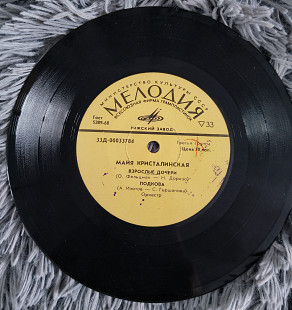 МИНИСТЕРСТВО КУЛЬТУРЫ СССР
МЕЛОДИЯ
ВСЕСОЮЗНАЯ ФИРМА ГРАМПЛАСТИНОК
Гост
5289-68
33
РИЖСКИЙ ЗАВОД
33Д-00033784
Цена
МАЙЯ КРИСТАЛИНСКАЯ
ВЗРОСЛЫЕ ДОЧЕРИ
(О. Фельцман — Н. Доризо)
ПОДКОВА
Оркестр